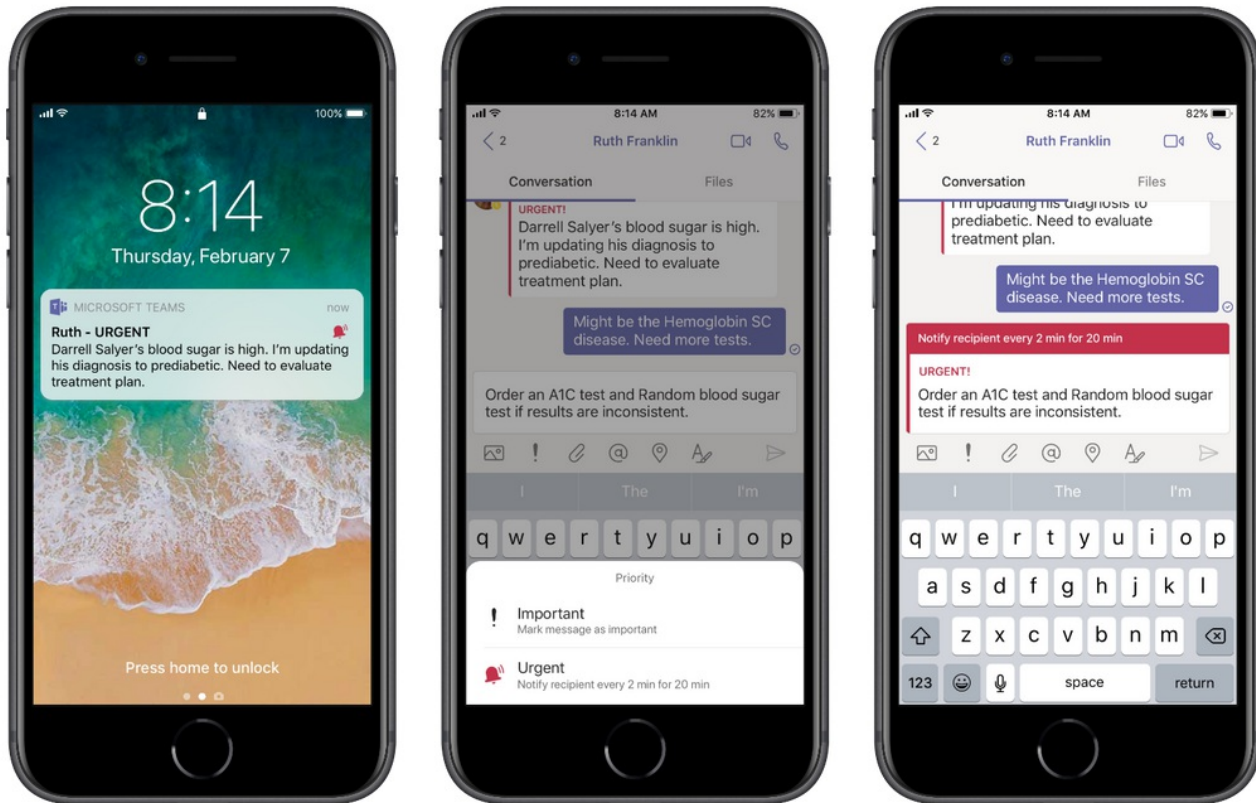 100%
8:14
Thursday, February 7
MICROSOFT TEAMS now
Ruth - URGENT
Darrell Salyer's blood sugar is high. I'm updating
his diagnosis to prediabetic. Need to evaluate
treatment plan.
Press home to unlock
8:14 AM 82%
2 Ruth Franklin
Conversation Files
URGENT!
Darrell Salyer's blood sugar is high.
I'm updating his diagnosis to
prediabetic. Need to evaluate
treatment plan.
Might be the Hemoglobin SC
disease. Need more tests.
Order an A1C test and Random blood sugar
test if results are inconsistent.
I The I'm
q w e r t y u i o p
Priority
Important
Mark message as important
Urgent
Notify recipient every 2 min for 20 min
8:14 AM 82%
2 Ruth Franklin
Conversation Files
I'm updating his diagnosis to
prediabetic. Need to evaluate
treatment plan.
Might be the Hemoglobin SC
disease. Need more tests.
Notify recipient every 2 min for 20 min
URGENT!
Order an A1C test and Random blood sugar
test if results are inconsistent.
I The I'm
q w e r t y u i o p
a s d f g h j k l
z x c v b n m
123 space return